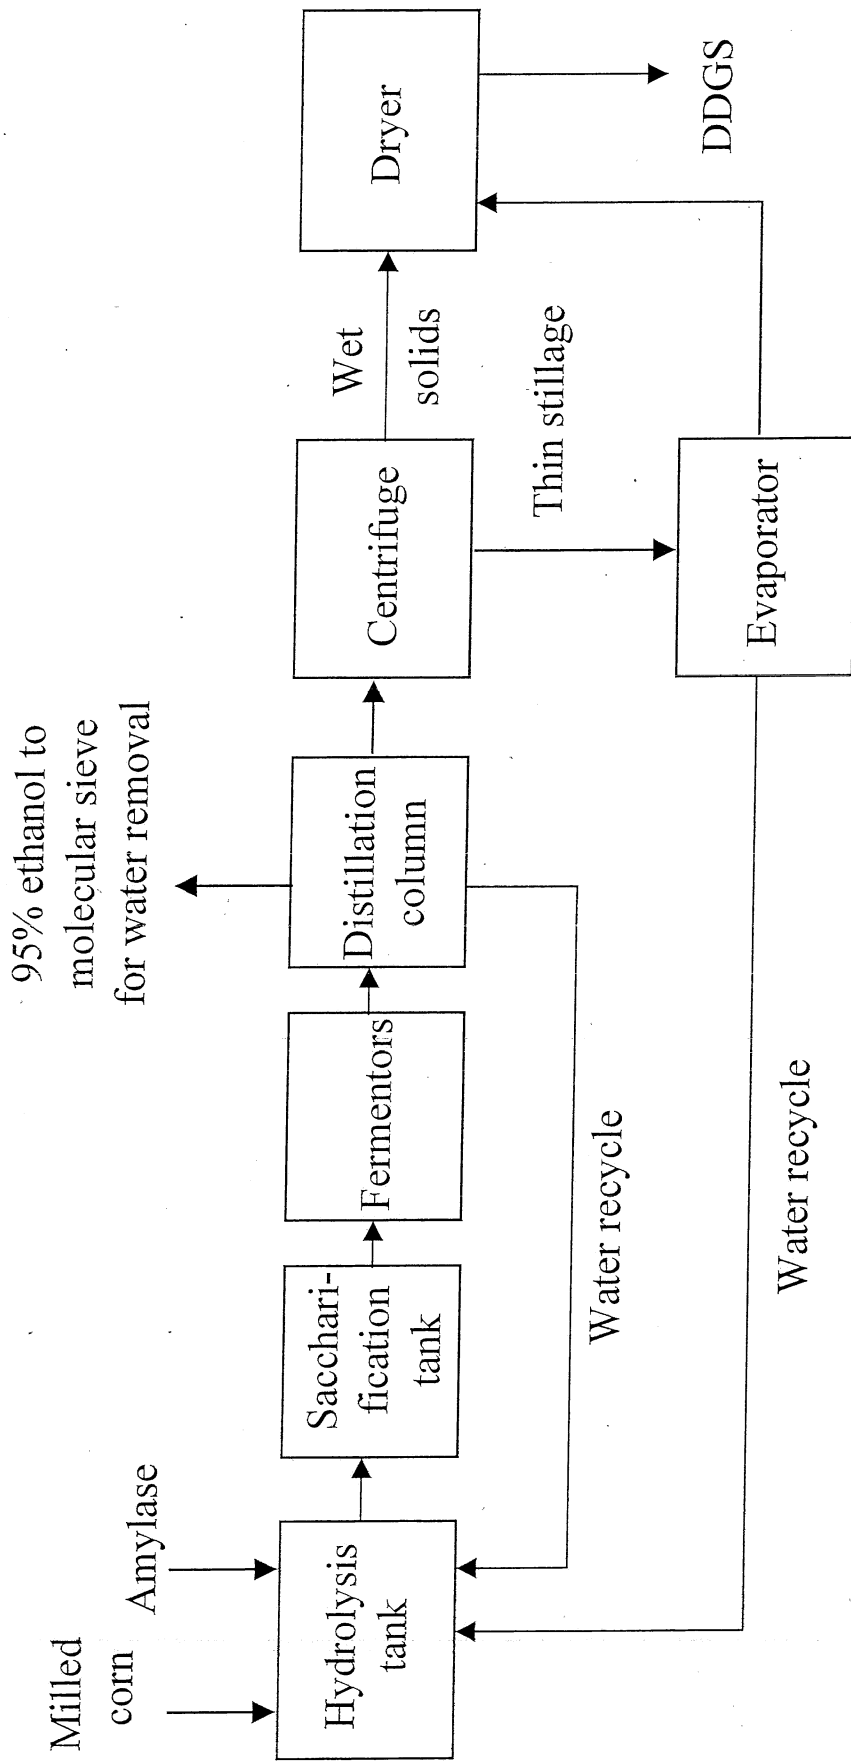 95% ethanol to
molecular sieve
for water removal
Milled
corn
Amylase
Hydrolysis
tank
Sacchari-
fication
tank
Fermentors
Distillation
column
Centrifuge
Wet
solids
Dryer
Water recycle
Thin stillage
DDGS
Water recycle
Evaporator